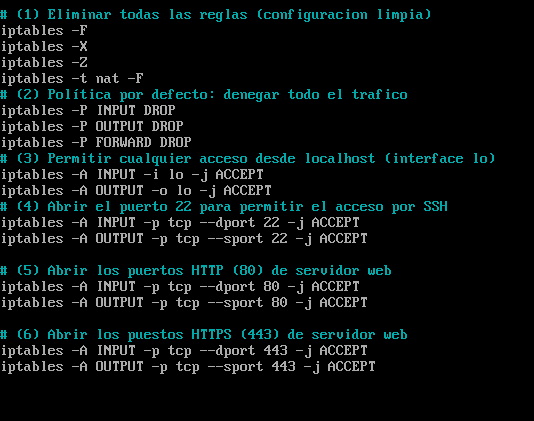 # (1) Eliminar todas las reglas (configuracion limpia)
iptables -F
iptables -X
iptables -Z
iptables -t nat -F
# (2) Política por defecto: denegar todo el trafico
iptables -P INPUT DROP
iptables -P OUTPUT DROP
iptables -P FORWARD DROP
# (3) Permitir cualquier acceso desde localhost (interface lo)
iptables -A INPUT -i lo -j ACCEPT
iptables -A OUTPUT -o lo -j ACCEPT
# (4) Abrir el puerto 22 para permitir el acceso por SSH
iptables -A INPUT -p tcp --dport 22 -j ACCEPT
iptables -A OUTPUT -p tcp --sport 22 -j ACCEPT
# (5) Abrir los puertos HTTP (80) de servidor web
iptables -A INPUT -p tcp --dport 80 -j ACCEPT
iptables -A OUTPUT -p tcp --sport 80 -j ACCEPT
# (6) Abrir los puestos HTTPS (443) de servidor web
iptables -A INPUT -p tcp --dport 443 -j ACCEPT
iptables -A OUTPUT -p tcp --sport 443 -j ACCEPT